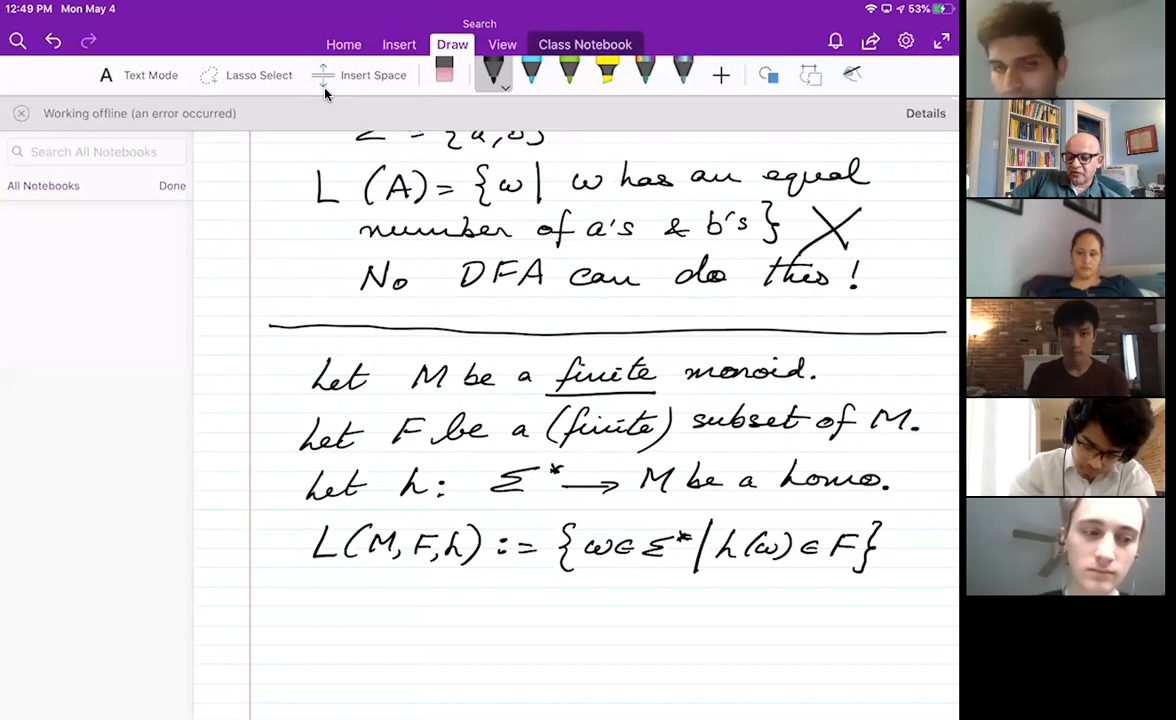 12:49 PM Mon May 4
53%
Search
Home Insert Draw View Class Notebook
A Text Mode Lasso Select Insert Space
Working offline (an error occurred) Details
Search All Notebooks
All Notebooks Done
Σ = {a,b}
L (A) = {ω| ω has an equal
number of a's & b's} X
No DFA can do this!
Let M be a finite monoid.
Let F be a (finite) subset of M.
Let h: Σ* → M be a homo.
L(M, F, h) := {ω ∈ Σ* | h(ω) ∈ F}